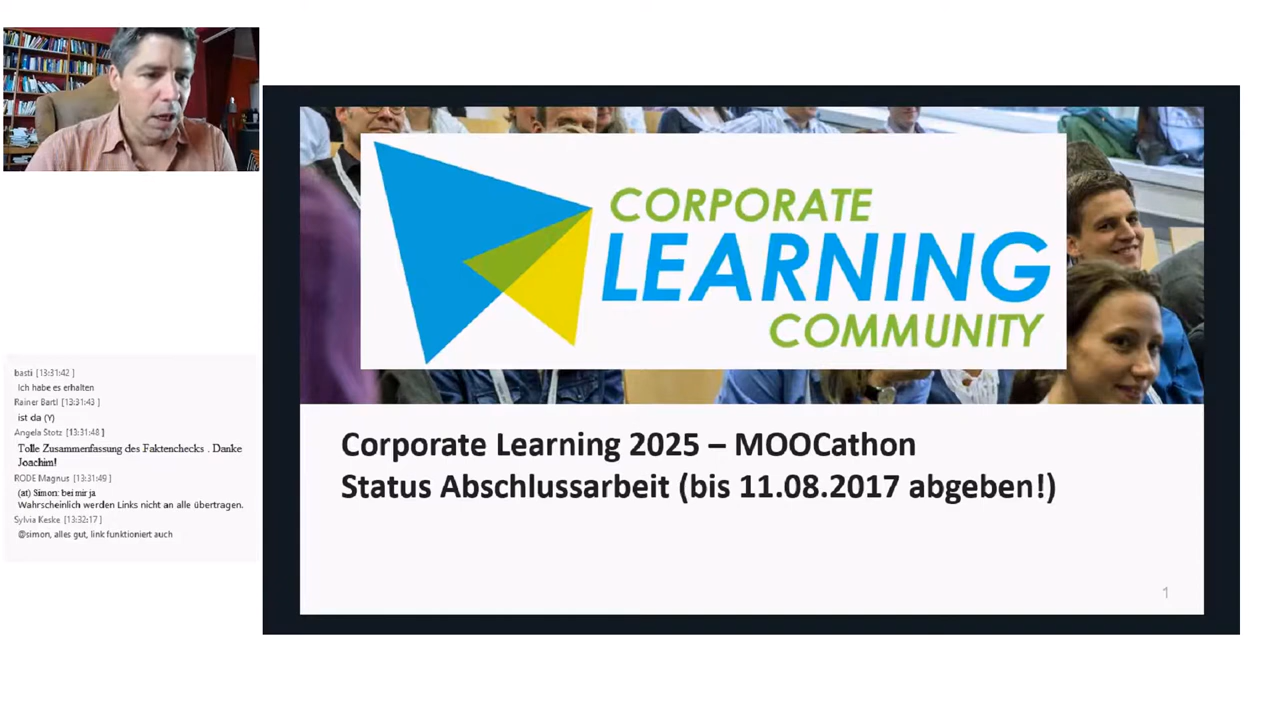 basti [13:31:42 ]
Ich habe es erhalten
Rainer Bartl [13:31:43 ]
ist da (Y)
Angela Stotz [13:31:48 ]
Tolle Zusammenfassung des Faktenchecks . Danke
Joachim!
RODE Magnus [13:31:49 ]
(at) Simon: bei mir ja
Wahrscheinlich werden Links nicht an alle übertragen.
Sylvia Keske [13:32:17 ]
@simon, alles gut, link funktioniert auch
CORPORATE
LEARNING
COMMUNITY
Corporate Learning 2025 – MOOCathon
Status Abschlussarbeit (bis 11.08.2017 abgeben!)
1